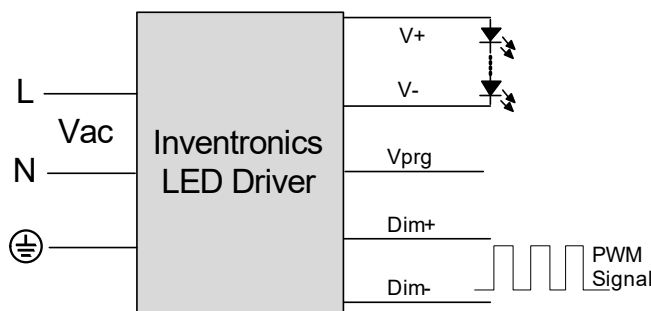 L
Vac
N
Inventronics
LED Driver
V+
V-
Vprg
Dim+
Dim-
PWM
Signal